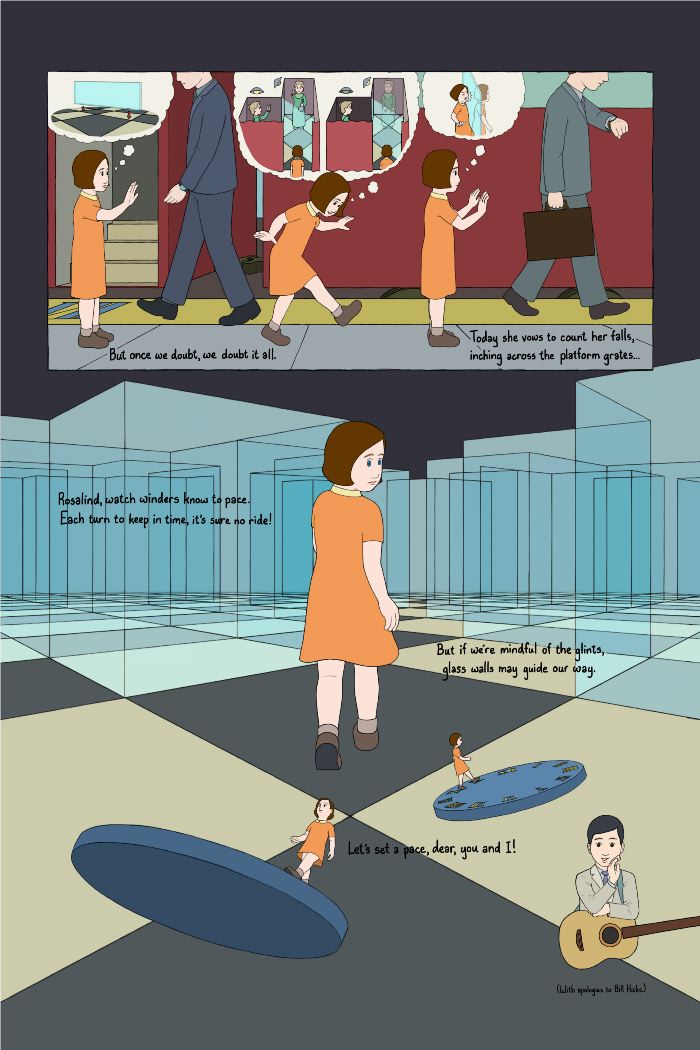 But once we doubt, we doubt it all.
Today she vows to count her falls,
inching across the platform grates...
Rosalind, watch winders know to pace.
Each turn to keep in time, it's sure no ride!
But if we're mindful of the glints,
glass walls may guide our way.
Let's set a pace, dear, you and I!
(With apologies to Bill Hicks.)